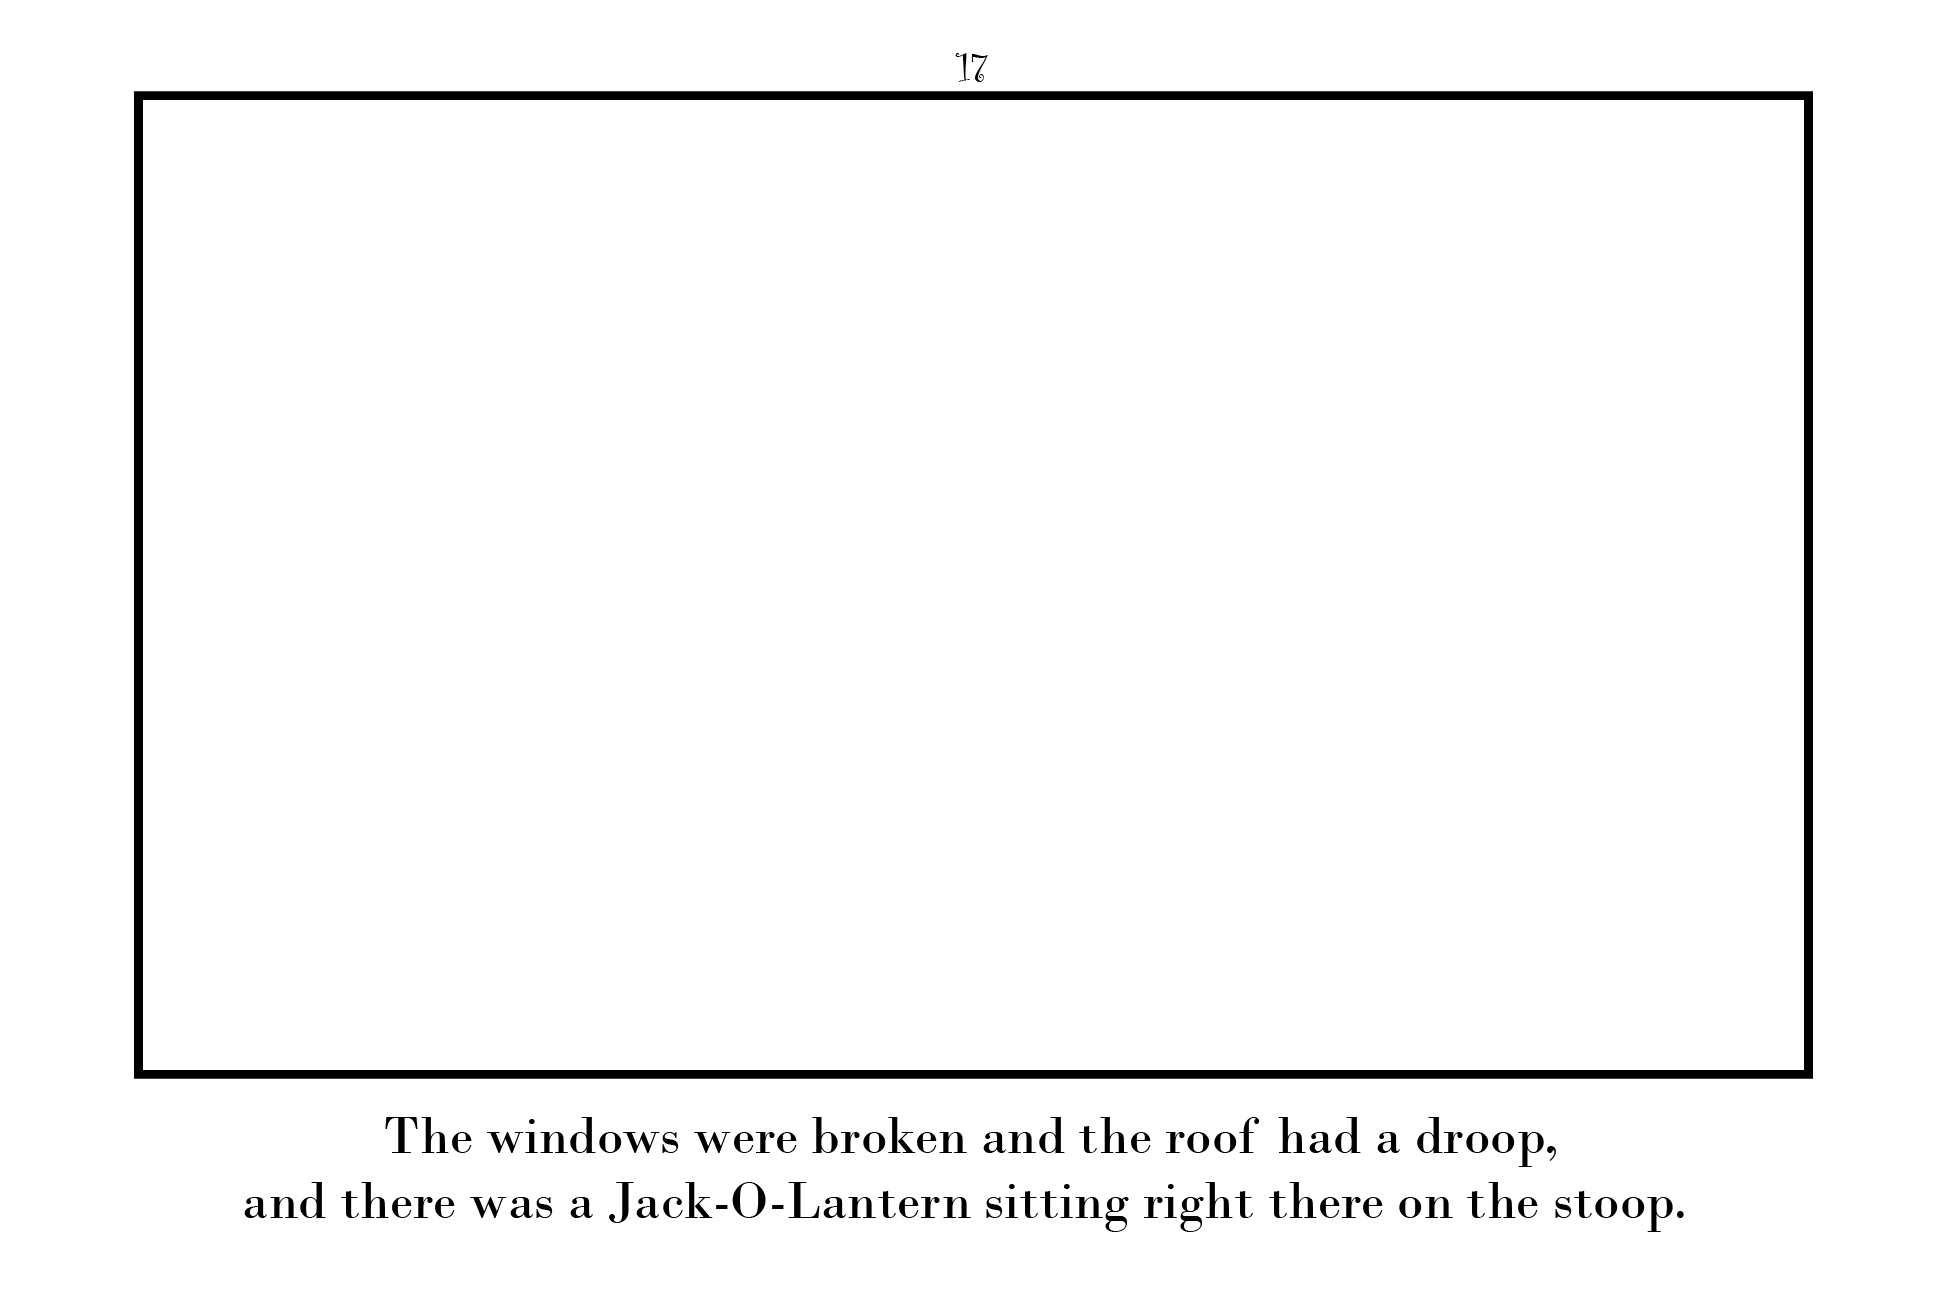 17
The windows were broken and the roof had a droop,
and there was a Jack-O-Lantern sitting right there on the stoop.